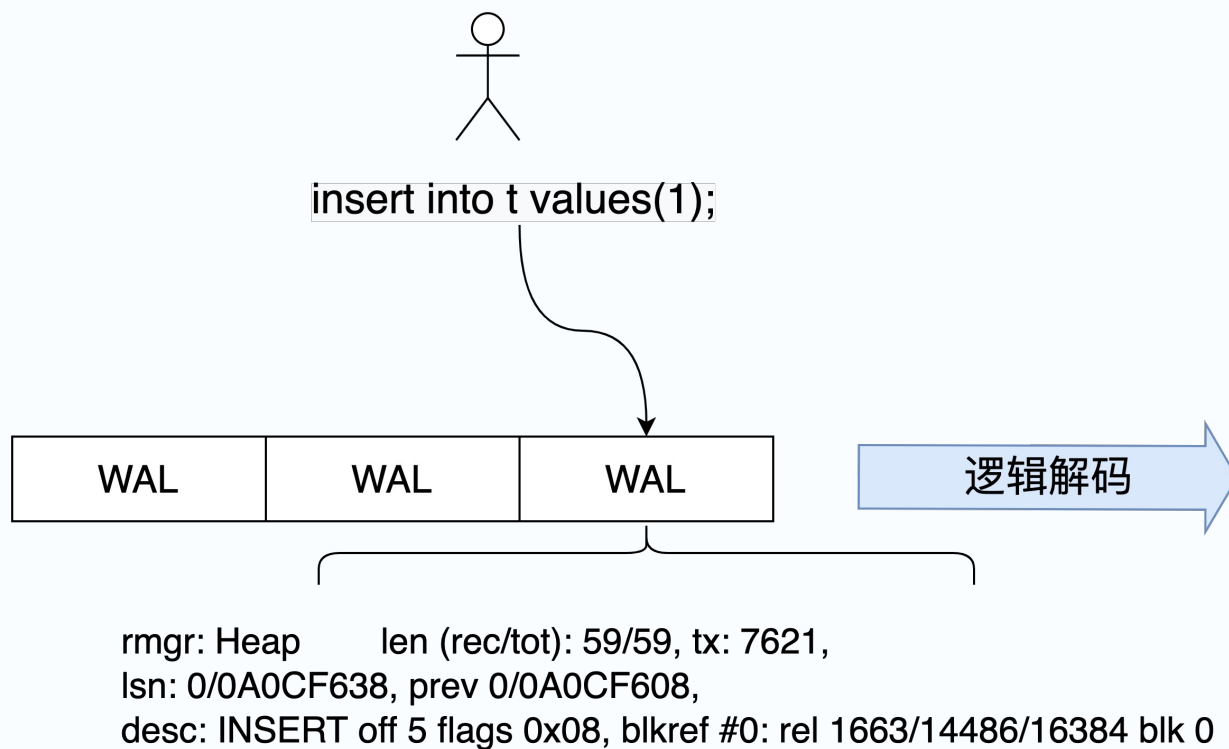 insert into t values(1);
WAL WAL WAL 逻辑解码
rmgr: Heap len (rec/tot): 59/59, tx: 7621,
lsn: 0/0A0CF638, prev 0/0A0CF608,
desc: INSERT off 5 flags 0x08, blkref #0: rel 1663/14486/16384 blk 0